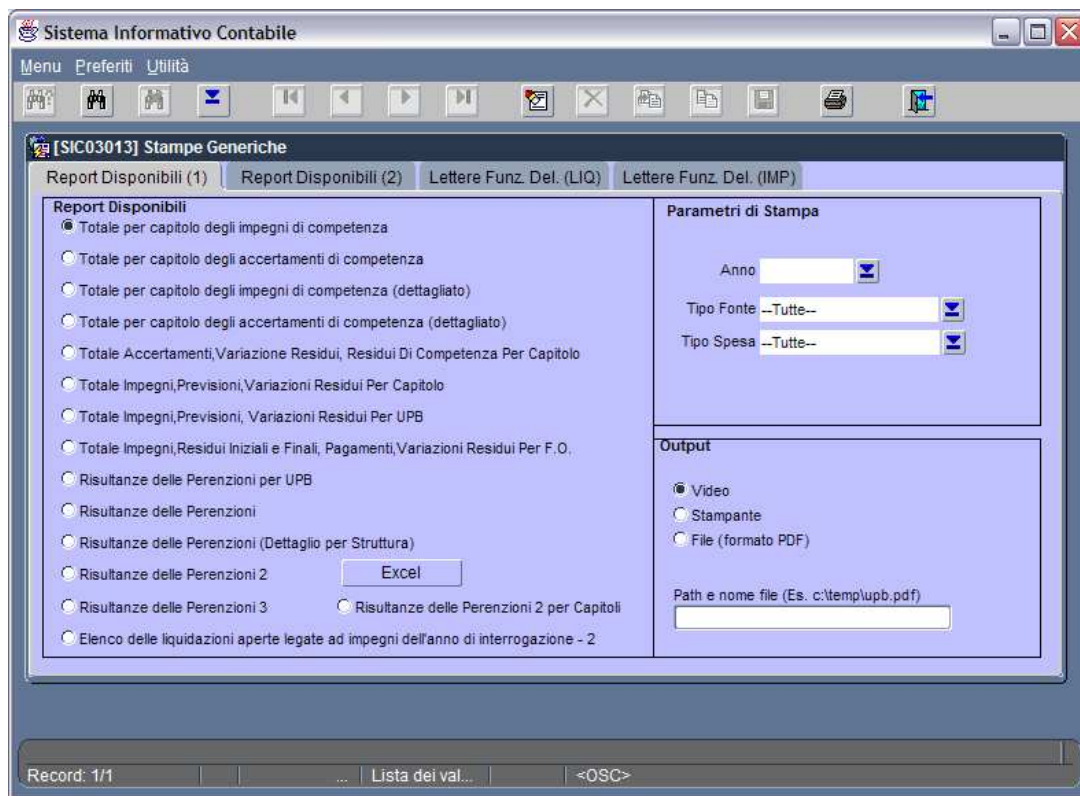 Sistema Informativo Contabile
Menu Preferiti Utilità
[SIC03013] Stampe Generiche
Report Disponibili (1) Report Disponibili (2) Lettere Funz. Del. (LIQ) Lettere Funz. Del. (IMP)
Report Disponibili
Totale per capitolo degli impegni di competenza
Totale per capitolo degli accertamenti di competenza
Totale per capitolo degli impegni di competenza (dettagliato)
Totale per capitolo degli accertamenti di competenza (dettagliato)
Totale Accertamenti,Variazione Residui, Residui Di Competenza Per Capitolo
Totale Impegni,Previsioni,Variazioni Residui Per Capitolo
Totale Impegni,Previsioni, Variazioni Residui Per UPB
Totale Impegni,Residui Iniziali e Finali, Pagamenti,Variazioni Residui Per F.O.
Risultanze delle Perenzioni per UPB
Risultanze delle Perenzioni
Risultanze delle Perenzioni (Dettaglio per Struttura)
Risultanze delle Perenzioni 2 Excel
Risultanze delle Perenzioni 3 Risultanze delle Perenzioni 2 per Capitoli
Elenco delle liquidazioni aperte legate ad impegni dell'anno di interrogazione - 2
Parametri di Stampa
Anno
Tipo Fonte --Tutte--
Tipo Spesa --Tutte--
Output
Video
Stampante
File (formato PDF)
Path e nome file (Es. c:\temp\upb.pdf)
Record: 1/1 ... Lista dei val... <OSC>